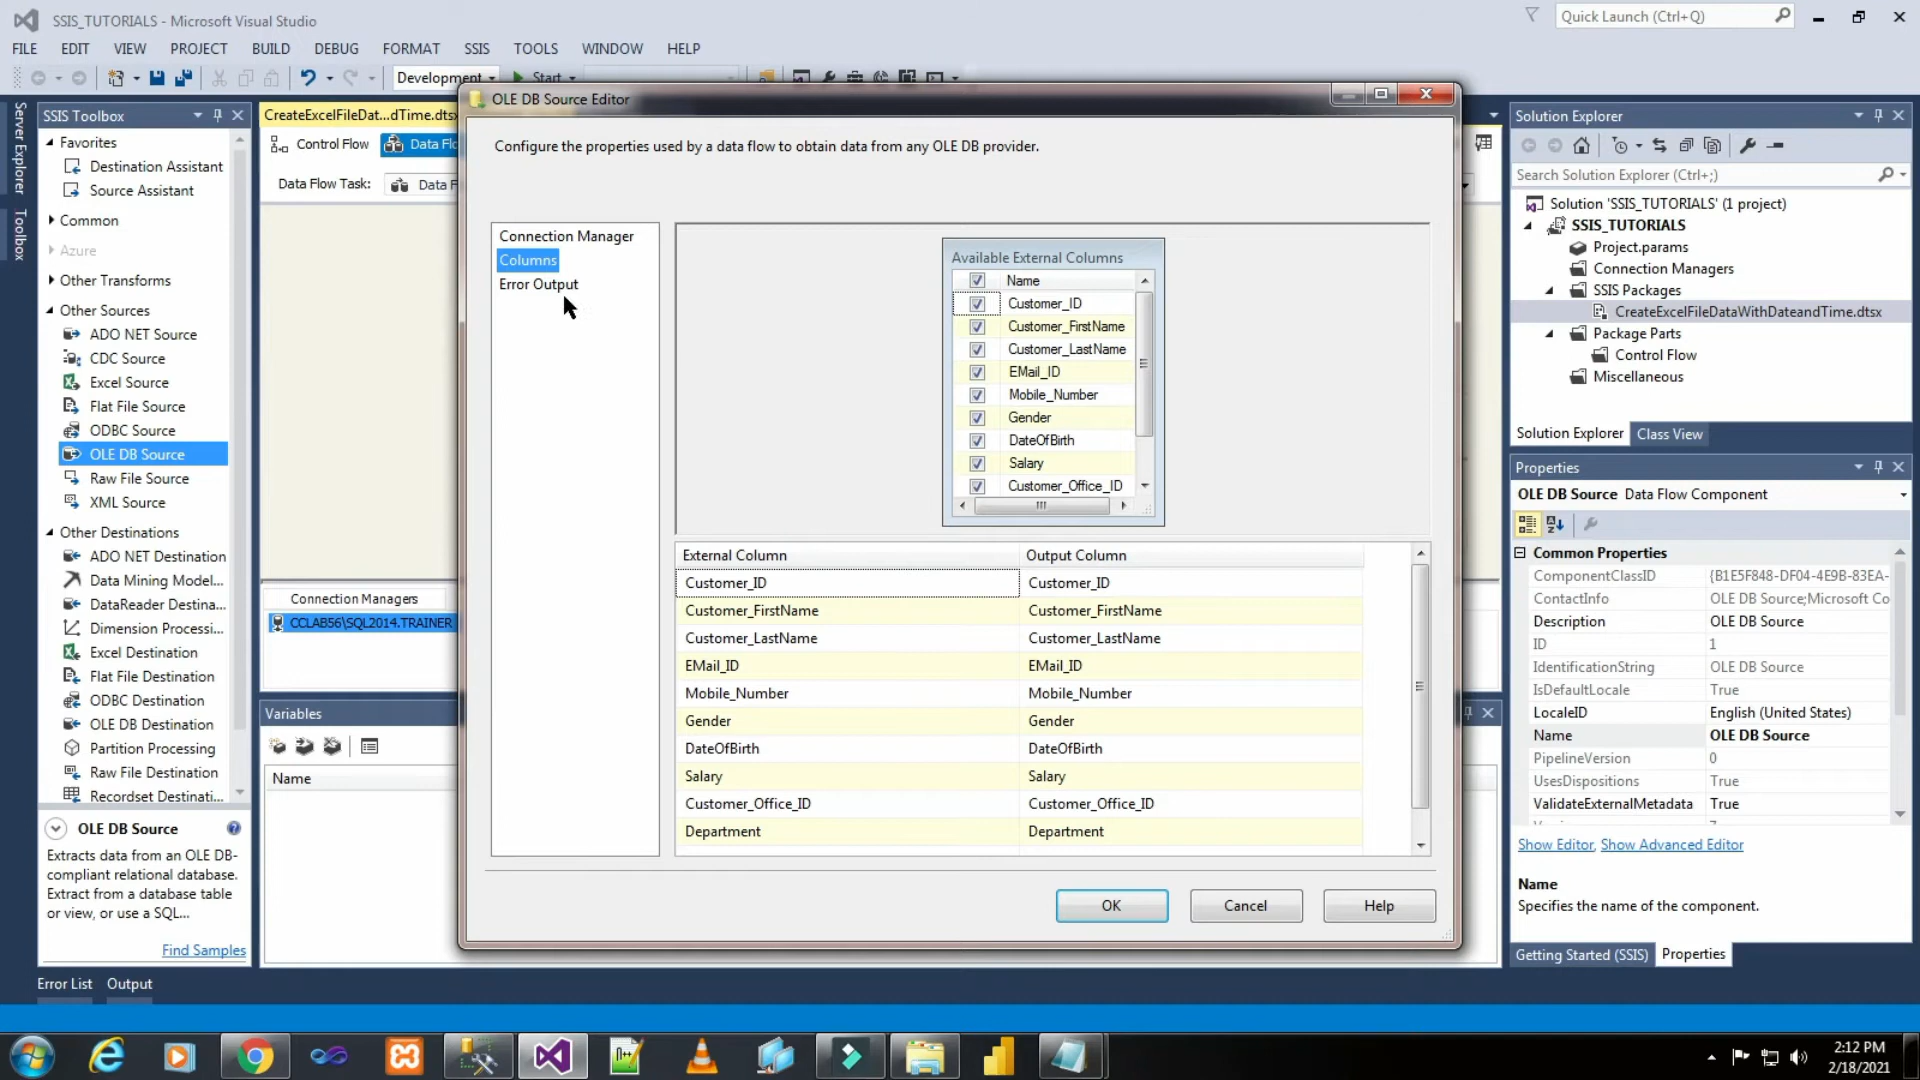 SSIS_TUTORIALS - Microsoft Visual Studio
Quick Launch (Ctrl+Q)
FILE EDIT VIEW PROJECT BUILD DEBUG FORMAT SSIS TOOLS WINDOW HELP
Development Start
Server Explorer
Toolbox
SSIS Toolbox
Favorites
Destination Assistant
Source Assistant
Common
Azure
Other Transforms
Other Sources
ADO NET Source
CDC Source
Excel Source
Flat File Source
ODBC Source
OLE DB Source
Raw File Source
XML Source
Other Destinations
ADO NET Destination
Data Mining Model...
DataReader Destina...
Dimension Processi...
Excel Destination
Flat File Destination
ODBC Destination
OLE DB Destination
Partition Processing
Raw File Destination
Recordset Destinati...
OLE DB Source
Extracts data from an OLE DB-
compliant relational database.
Extract from a database table
or view, or use a SQL...
Find Samples
Error List Output
CreateExcelFileDat...dTime.dts
Control Flow Data Fl
Data Flow Task: Data F
Connection Managers
CCLAB56\SQL2014.TRAINER
Variables
Name
OLE DB Source Editor
Configure the properties used by a data flow to obtain data from any OLE DB provider.
Connection Manager
Columns
Error Output
Available External Columns
Name
Customer_ID
Customer_FirstName
Customer_LastName
EMail_ID
Mobile_Number
Gender
DateOfBirth
Salary
Customer_Office_ID
External Column Output Column
Customer_ID Customer_ID
Customer_FirstName Customer_FirstName
Customer_LastName Customer_LastName
EMail_ID EMail_ID
Mobile_Number Mobile_Number
Gender Gender
DateOfBirth DateOfBirth
Salary Salary
Customer_Office_ID Customer_Office_ID
Department Department
OK Cancel Help
Solution Explorer
Search Solution Explorer (Ctrl+;)
Solution 'SSIS_TUTORIALS' (1 project)
SSIS_TUTORIALS
Project.params
Connection Managers
SSIS Packages
CreateExcelFileDataWithDateandTime.dtsx
Package Parts
Control Flow
Miscellaneous
Solution Explorer Class View
Properties
OLE DB Source Data Flow Component
Common Properties
ComponentClassID {B1E5F848-DF04-4E9B-83EA-
ContactInfo OLE DB Source;Microsoft Co
Description OLE DB Source
ID 1
IdentificationString OLE DB Source
IsDefaultLocale True
LocaleID English (United States)
Name OLE DB Source
PipelineVersion 0
UsesDispositions True
ValidateExternalMetadata True
Show Editor, Show Advanced Editor
Name
Specifies the name of the component.
Getting Started (SSIS) Properties
2:12 PM
2/18/2021